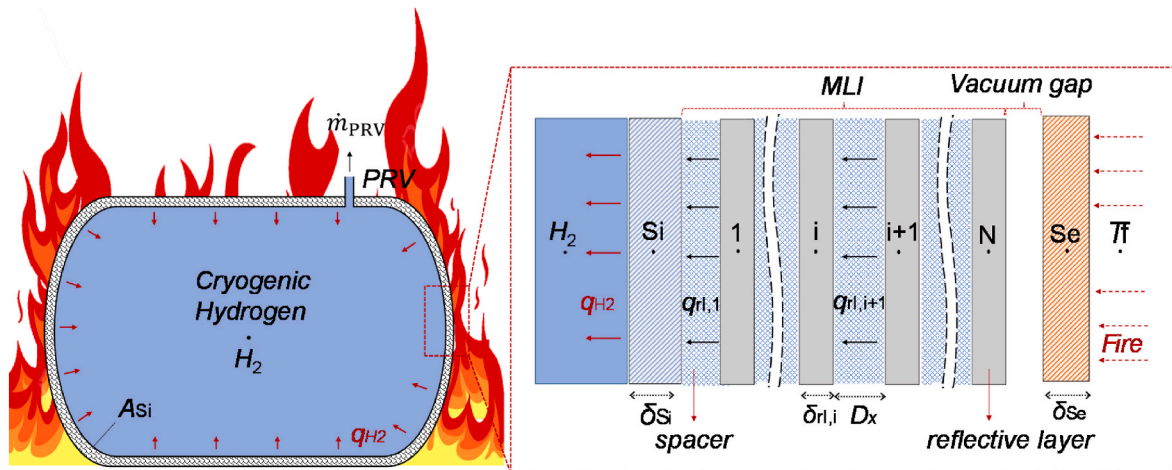 ṁPRV
PRV
Cryogenic
Hydrogen
H2
ASi
qH2
MLI
Vacuum gap
H2
Si
1
i
i+1
N
Se
Tf
qH2
qrl,1
qrl,i+1
Fire
δSi
δrl,i
Dx
δSe
spacer
reflective layer